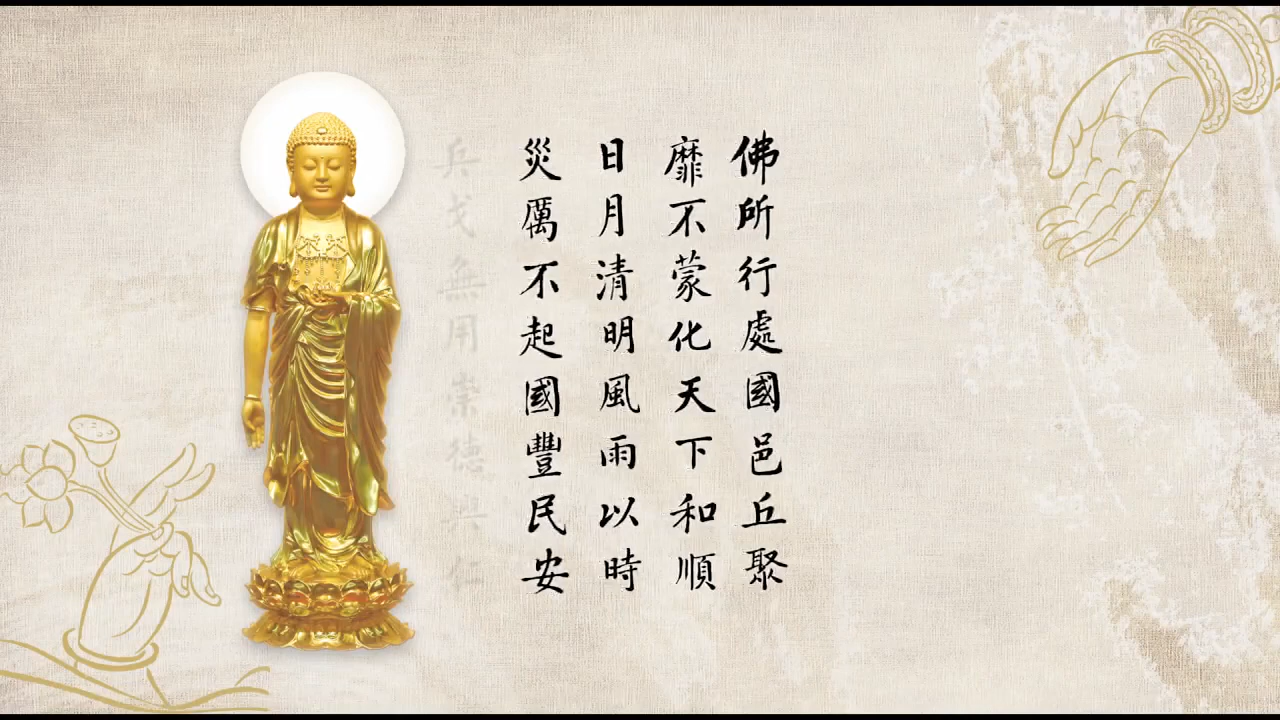 佛所行處國邑丘聚
靡不蒙化天下和順
日月清明風雨以時
災厲不起國豐民安
兵戈無用崇德興仁